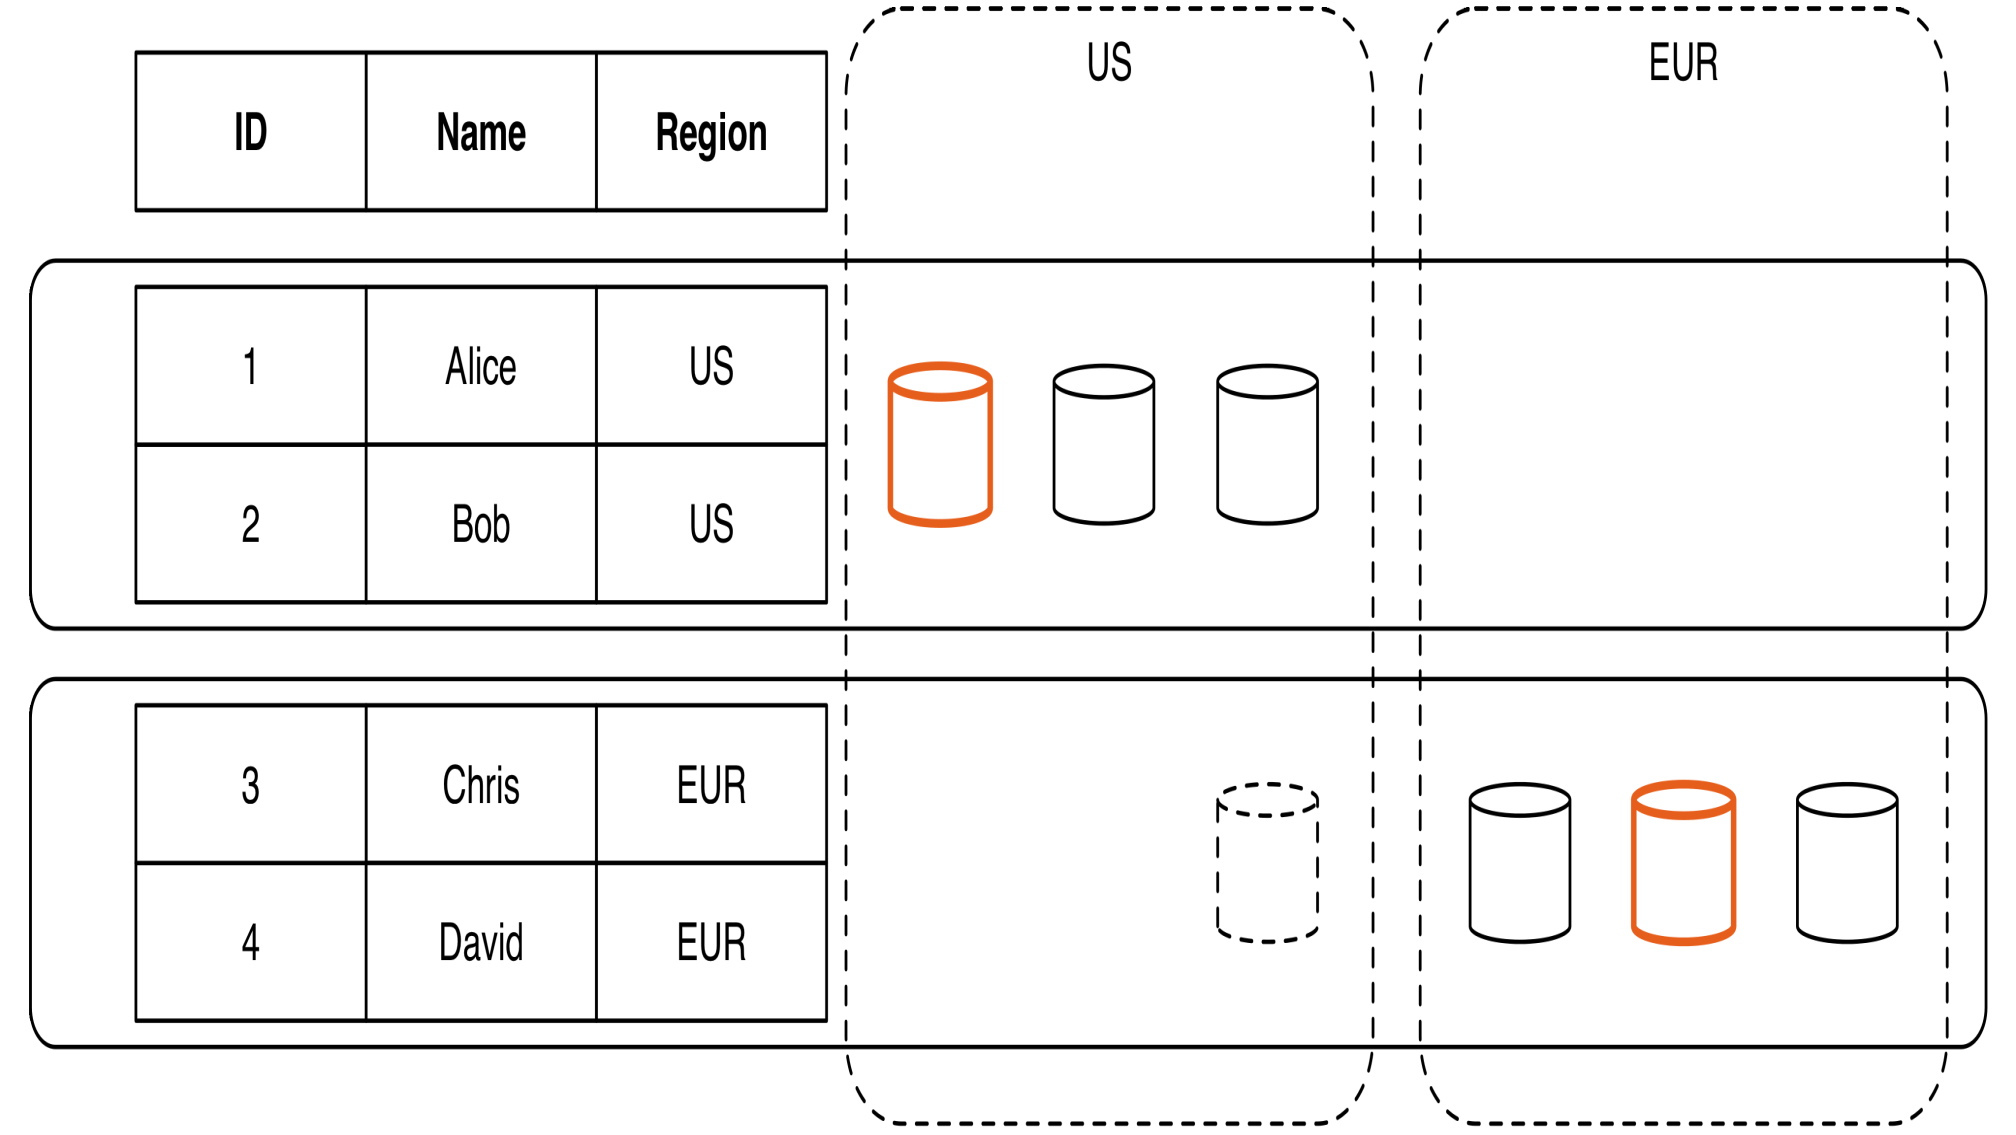 US EUR
ID Name Region
1 Alice US
2 Bob US
3 Chris EUR
4 David EUR